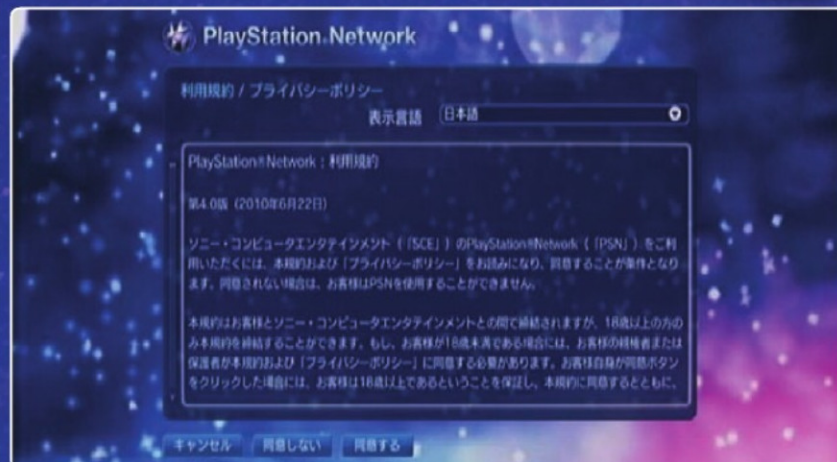 PlayStation®Network
利用規約 / プライバシーポリシー
表示言語 日本語
PlayStation®Network : 利用規約
第4.0版 (2010年6月22日)
ソニー・コンピュータエンタテインメント (「SCE」) のPlayStation®Network (「PSN」) をご利
用いただくには、本規約および「プライバシーポリシー」をお読みになり、同意することが条件となり
ます。同意されない場合は、お客様はPSNを使用することができません。
本規約はお客様とソニー・コンピュータエンタテインメントとの間で締結されますが、18歳以上の方の
み本規約を締結することができます。もし、お客様が18歳未満である場合には、お客様の親権者または
保護者が本規約および「プライバシーポリシー」に同意する必要があります。お客様自身が同意ボタン
をクリックした場合には、お客様は18歳以上であるということを保証し、本規約に同意するとともに、
キャンセル 同意しない 同意する